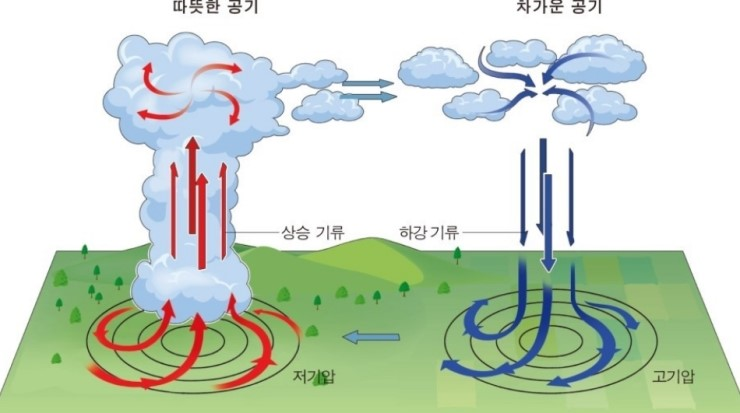 따뜻한 공기
차가운 공기
상승 기류
하강 기류
저기압
고기압